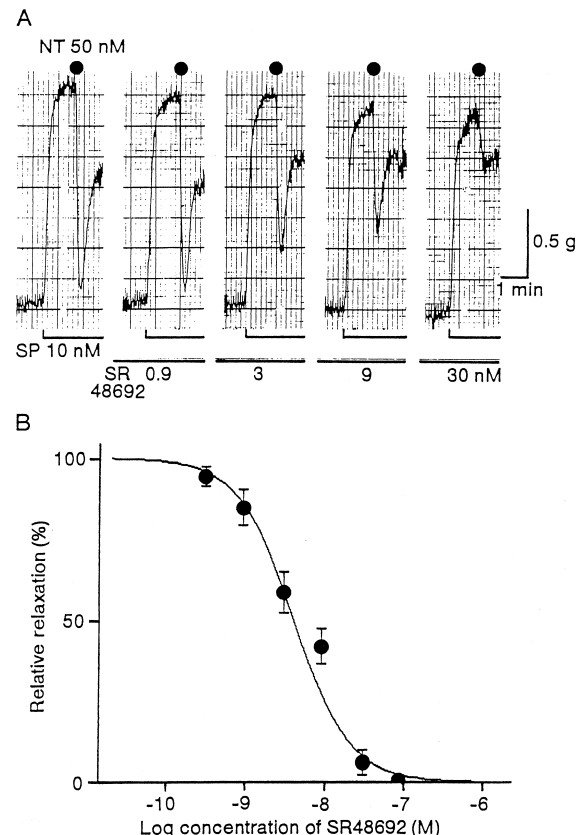 A
NT 50 nM
0.5 g
1 min
SP 10 nM
SR 48692 0.9 3 9 30 nM
B
Relative relaxation (%)
100
50
0
-10 -9 -8 -7 -6
Log concentration of SR48692 (M)